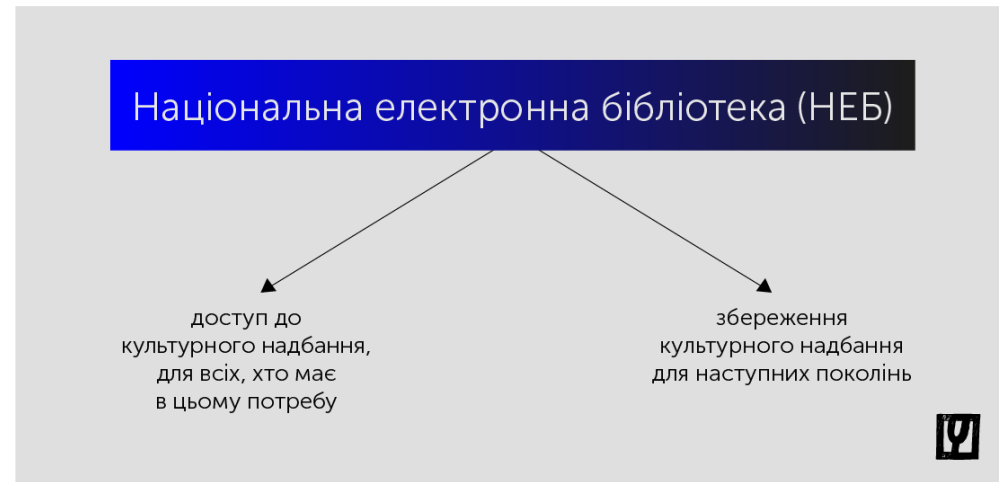 Національна електронна бібліотека (НЕБ)
доступ до
культурного надбання,
для всіх, хто має
в цьому потребу
збереження
культурного надбання
для наступних поколінь